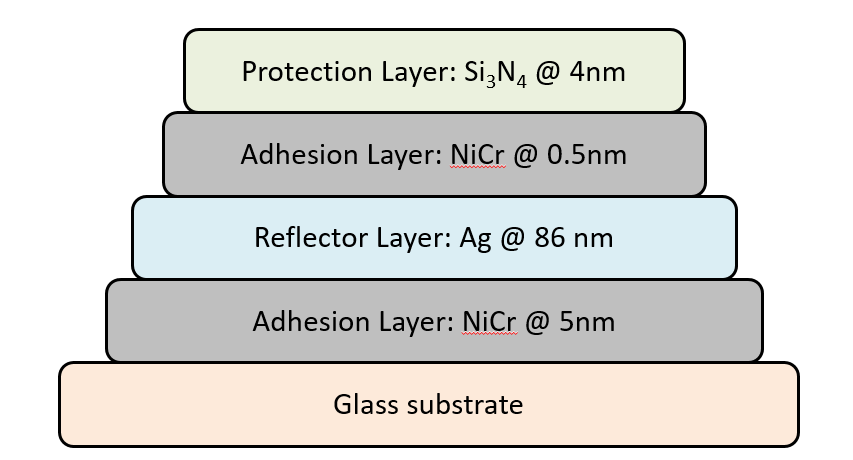 Protection Layer: Si₃N₄ @ 4nm
Adhesion Layer: NiCr @ 0.5nm
Reflector Layer: Ag @ 86 nm
Adhesion Layer: NiCr @ 5nm
Glass substrate